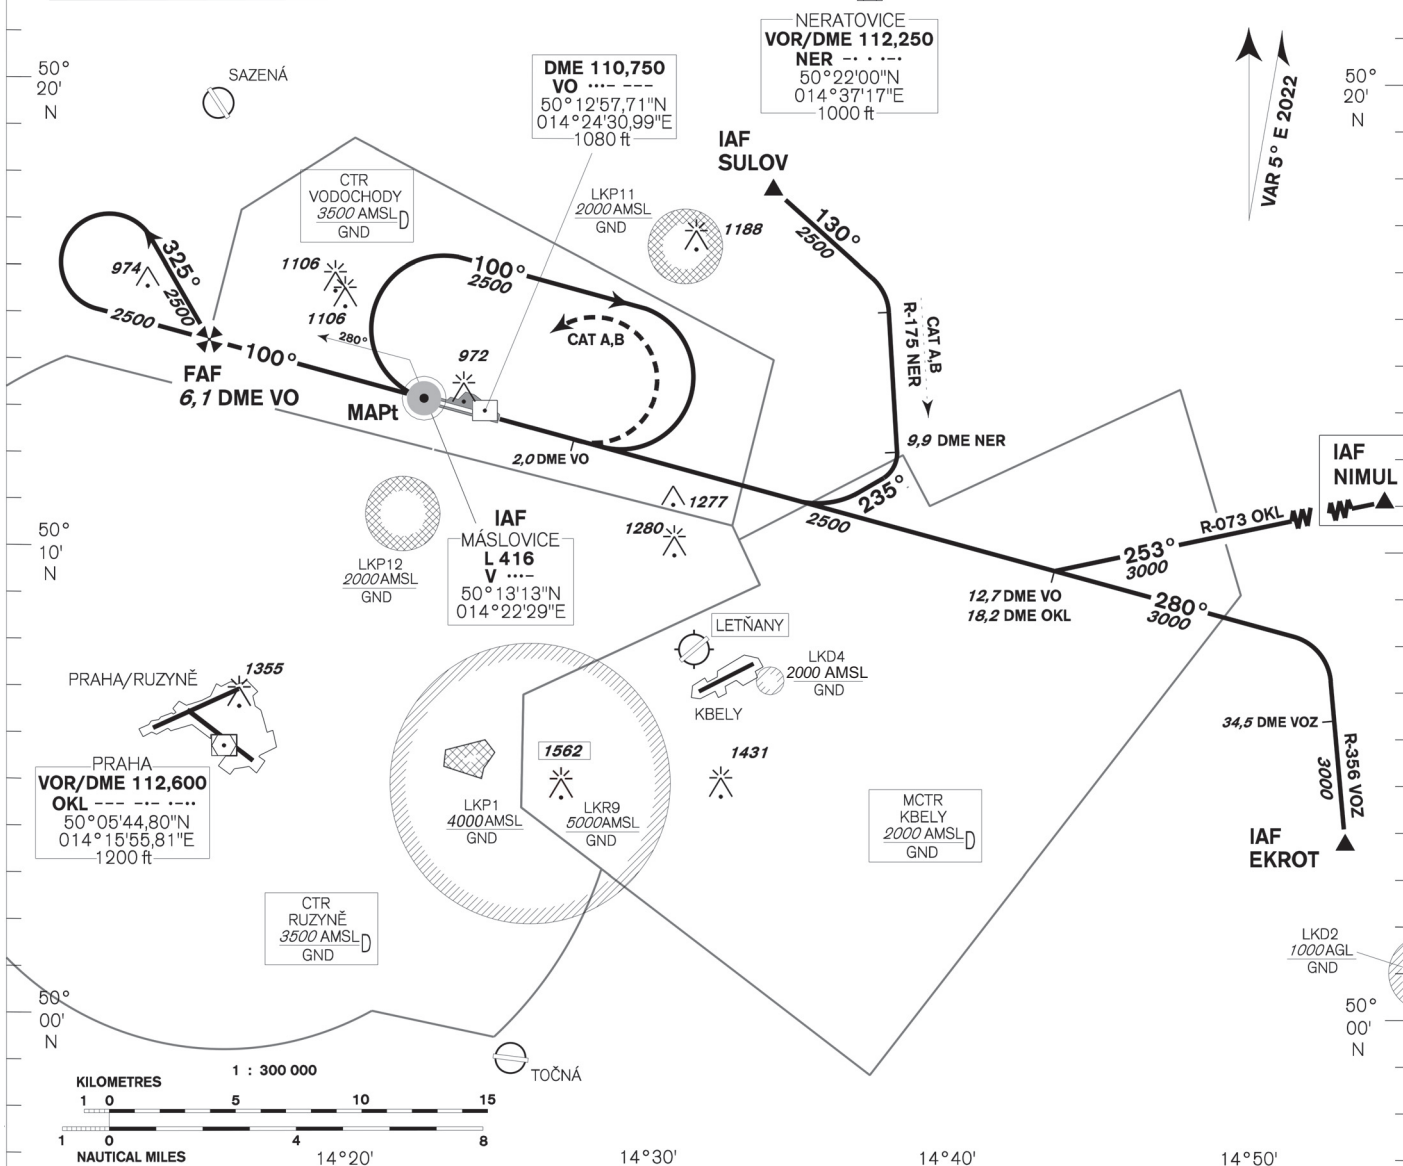 NERATOVICE
VOR/DME 112,250
NER -· · ·-·
50°22'00"N
014°37'17"E
1000 ft
DME 110,750
VO ···- ---
50°12'57,71"N
014°24'30,99"E
1080 ft
50°
20'
N
SAZENÁ
50°
20'
N
VAR 5° E 2022
IAF
SULOV
CTR
VODOCHODY
3500 AMSL D
GND
LKP11
2000 AMSL
GND
1188
130°
2500
325°
2500
974
2500
1106
1106
100°
2500
280°
CAT A,B
972
R-175 NER
CAT A,B
100°
FAF
6,1 DME VO
MAPt
2,0 DME VO
9,9 DME NER
235°
2500
IAF
NIMUL
R-073 OKL
253°
3000
1277
1280
50°
10'
N
50°
10'
N
IAF
MÁSLOVICE
L 416
V ···-
50°13'13"N
014°22'29"E
LKP12
2000 AMSL
GND
12,7 DME VO
18,2 DME OKL
280°
3000
LETŇANY
LKD4
2000 AMSL
GND
KBELY
PRAHA/RUZYNĚ
1355
34,5 DME VOZ
R-356 VOZ
3000
PRAHA
VOR/DME 112,600
OKL --- -·- ·-··
50°05'44,80"N
014°15'55,81"E
1200 ft
1562
1431
LKP1
4000 AMSL
GND
LKR9
5000 AMSL
GND
MCTR
KBELY
2000 AMSL D
GND
IAF
EKROT
CTR
RUZYNĚ
3500 AMSL D
GND
LKD2
1000 AGL
GND
50°
00'
N
50°
00'
N
TOČNÁ
1 : 300 000
KILOMETRES
1 0 5 10 15
1 0 4 8
NAUTICAL MILES
14°20' 14°30' 14°40' 14°50'